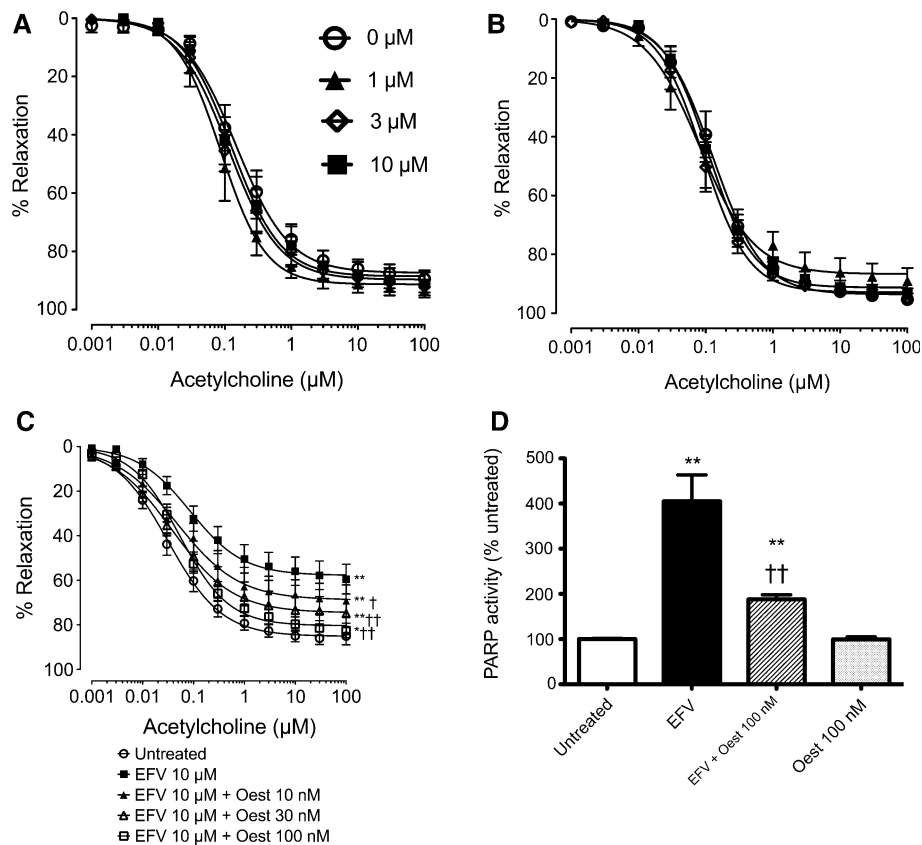 A
0
20
40
60
80
100
% Relaxation
0.001 0.01 0.1 1 10 100
Acetylcholine (µM)
0 µM
1 µM
3 µM
10 µM
B
0
20
40
60
80
100
% Relaxation
0.001 0.01 0.1 1 10 100
Acetylcholine (µM)
C
0
20
40
60
80
100
% Relaxation
**
** †
**††
*††
0.001 0.01 0.1 1 10 100
Acetylcholine (µM)
Untreated
EFV 10 µM
EFV 10 µM + Oest 10 nM
EFV 10 µM + Oest 30 nM
EFV 10 µM + Oest 100 nM
D
500
400
300
200
100
0
PARP activity (% untreated)
**
**
††
Untreated
EFV
EFV + Oest 100 nM
Oest 100 nM